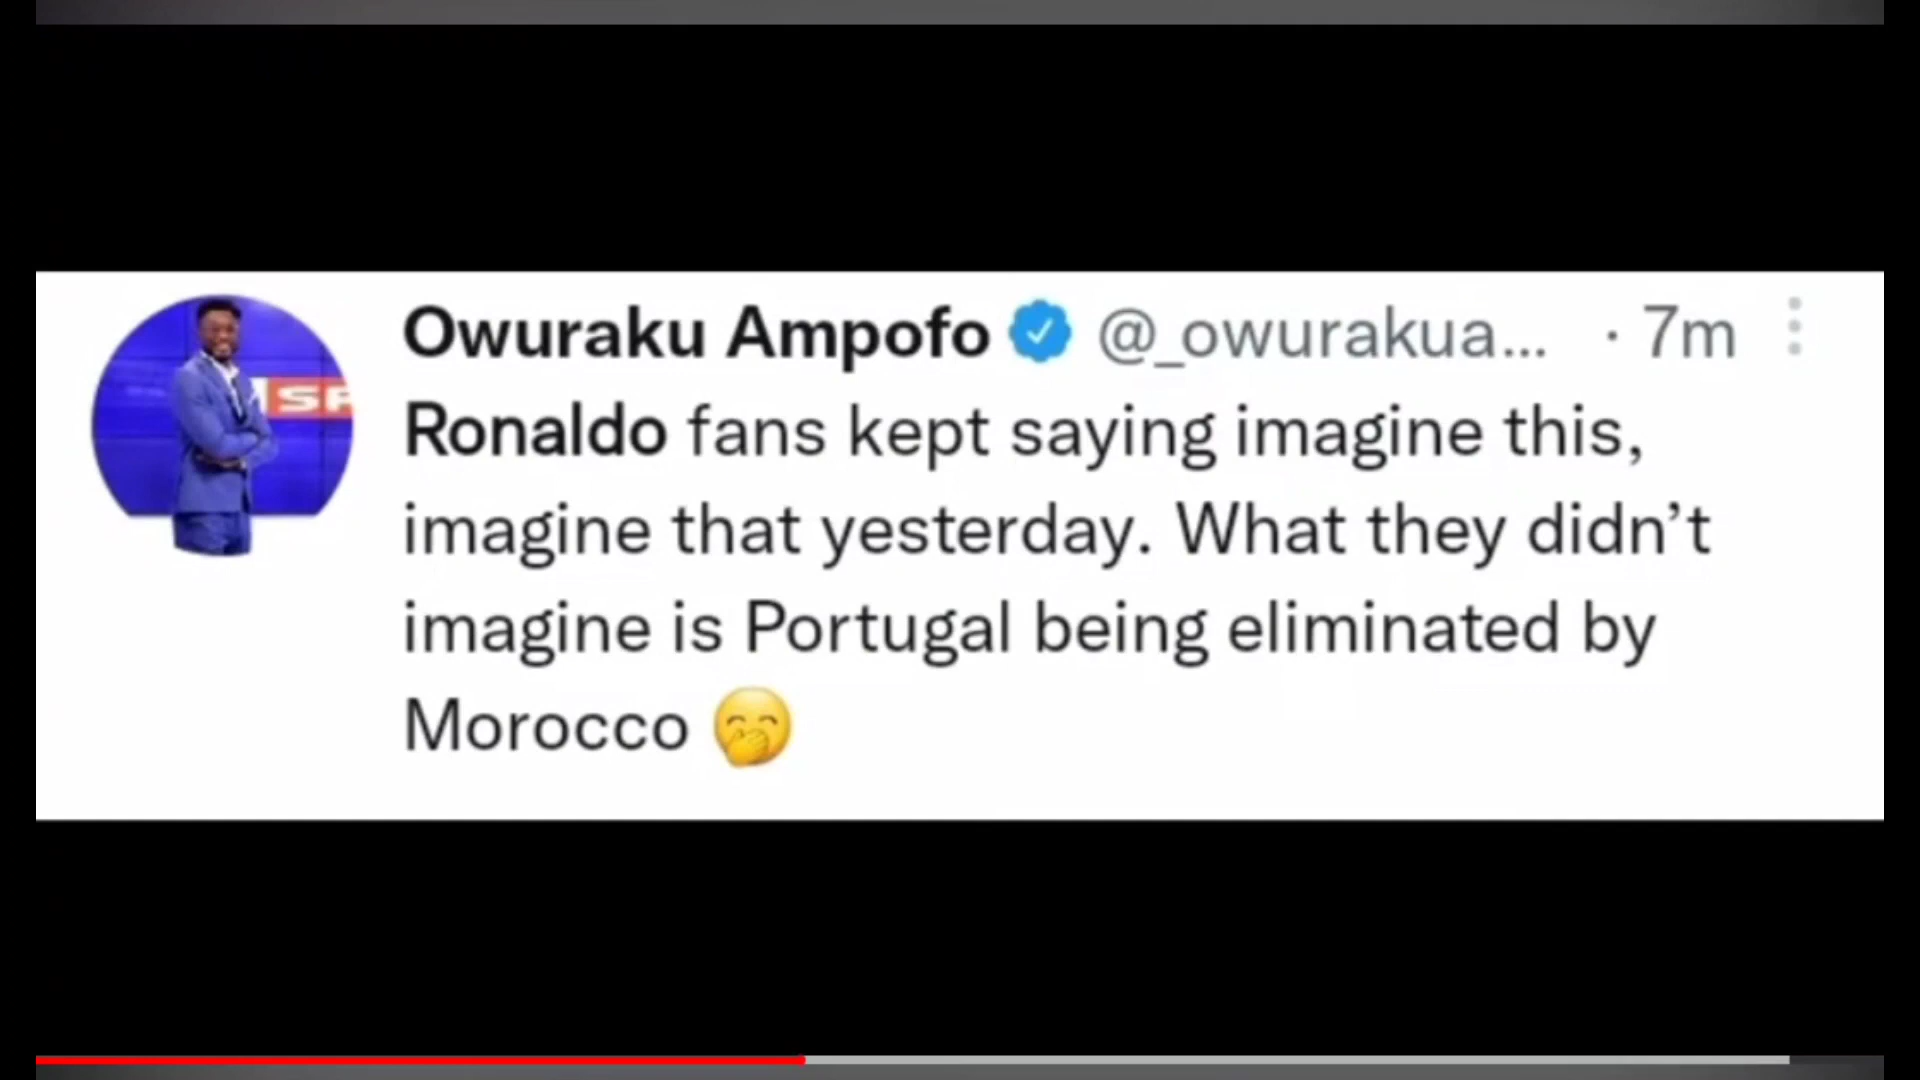 Owuraku Ampofo @_owurakua... · 7m
Ronaldo fans kept saying imagine this,
imagine that yesterday. What they didn’t
imagine is Portugal being eliminated by
Morocco 🤭